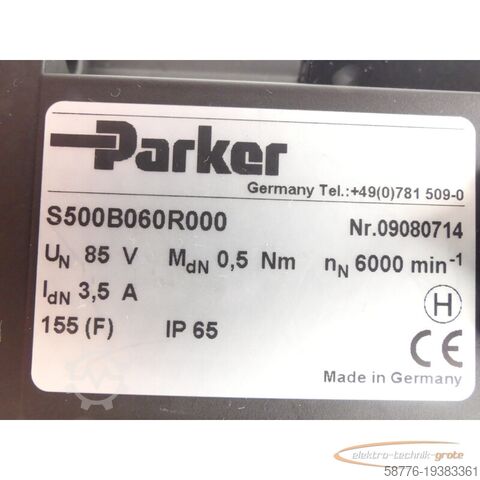 Parker
Germany Tel.:+49(0)781 509-0
S500B060R000 Nr.09080714
UN 85 V MdN 0,5 Nm nN 6000 min-1
IdN 3,5 A
H
155 (F) IP 65
CE
Made in Germany
elektro-technik-grote
58776-19383361